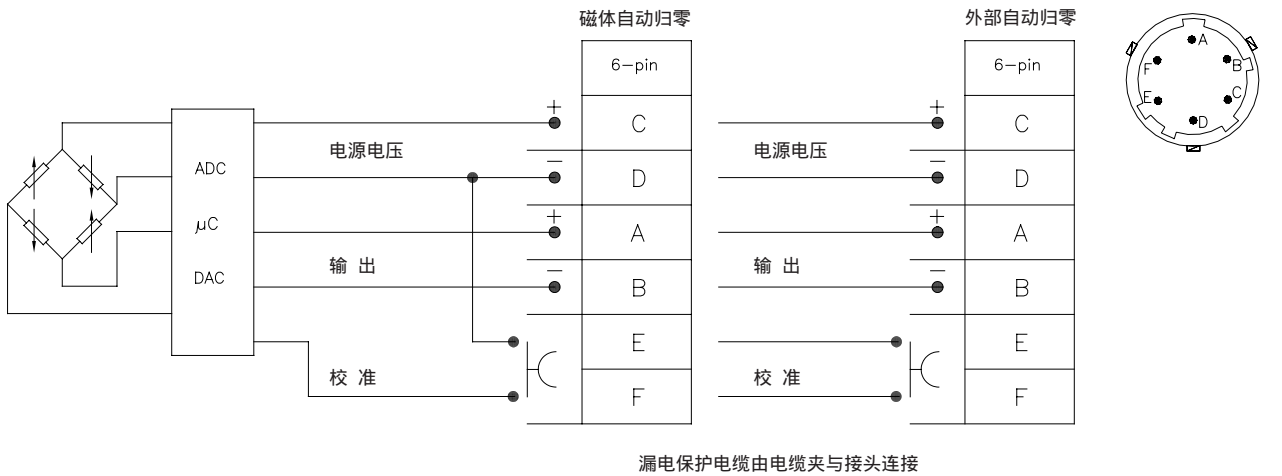 磁体自动归零
外部自动归零
6-pin
6-pin
A
B
C
D
E
F
ADC
μC
DAC
电源电压
输 出
校 准
+
−
+
−
C
D
A
B
E
F
电源电压
输 出
校 准
+
−
+
−
C
D
A
B
E
F
漏电保护电缆由电缆夹与接头连接